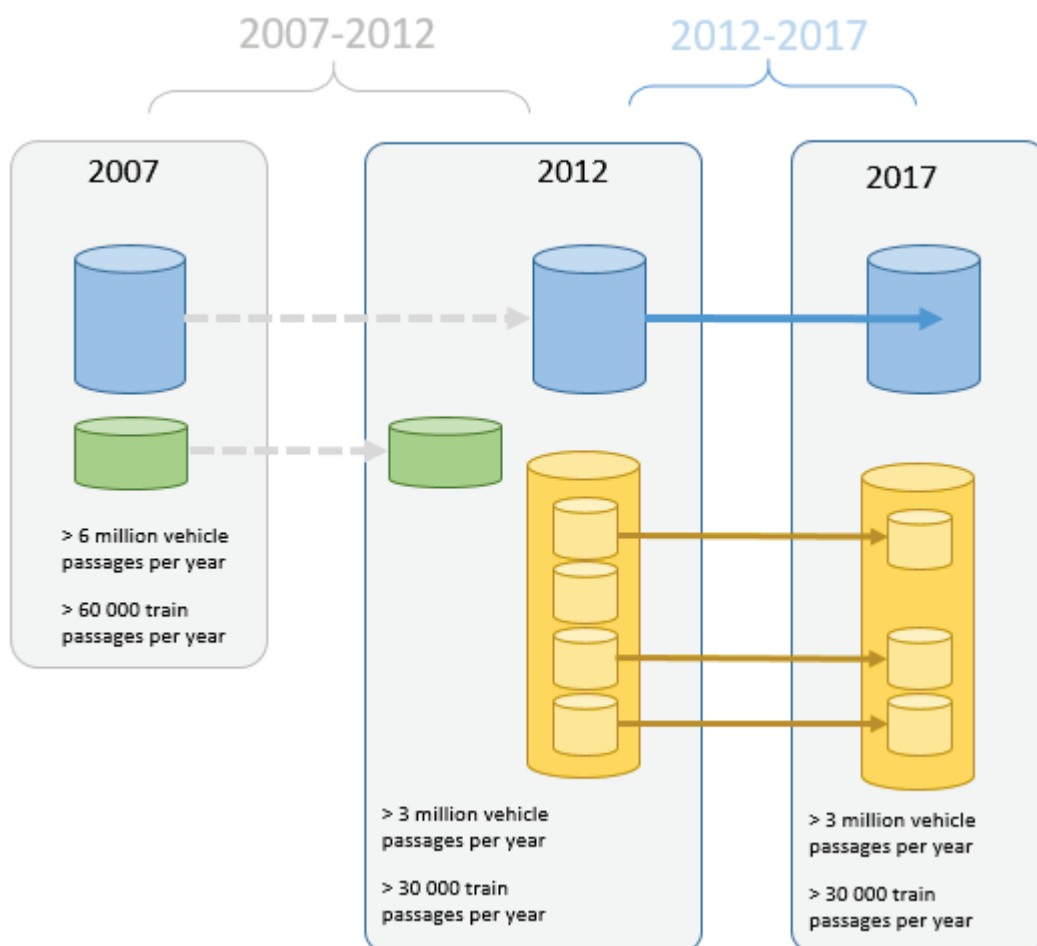 2007-2012
2012-2017
2007
2012
2017
> 6 million vehicle
passages per year
> 60 000 train
passages per year
> 3 million vehicle
passages per year
> 30 000 train
passages per year
> 3 million vehicle
passages per year
> 30 000 train
passages per year